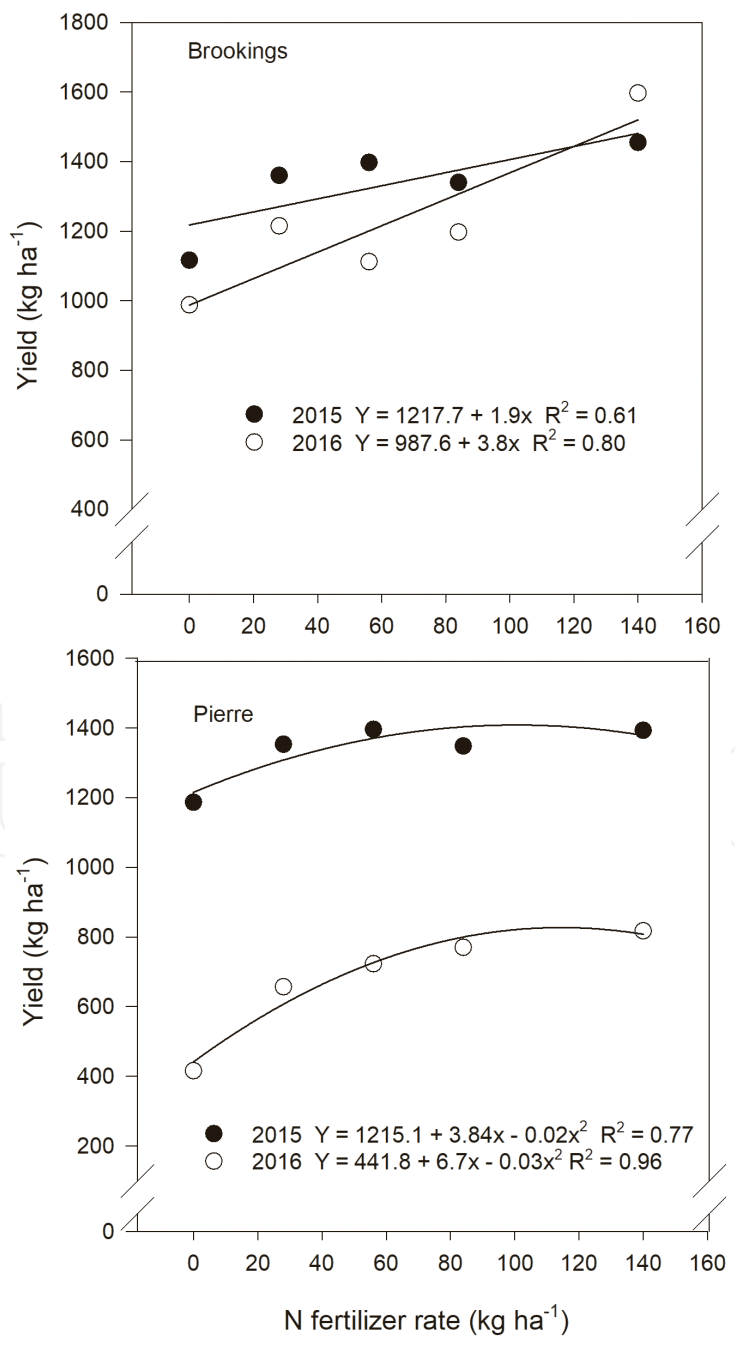 Brookings
Yield (kg ha⁻¹)
1800
1600
1400
1200
1000
800
600
400
0
2015 Y = 1217.7 + 1.9x R² = 0.61
2016 Y = 987.6 + 3.8x R² = 0.80
0 20 40 60 80 100 120 140 160
Pierre
Yield (kg ha⁻¹)
1600
1400
1200
1000
800
600
400
200
0
2015 Y = 1215.1 + 3.84x - 0.02x² R² = 0.77
2016 Y = 441.8 + 6.7x - 0.03x² R² = 0.96
0 20 40 60 80 100 120 140 160
N fertilizer rate (kg ha⁻¹)